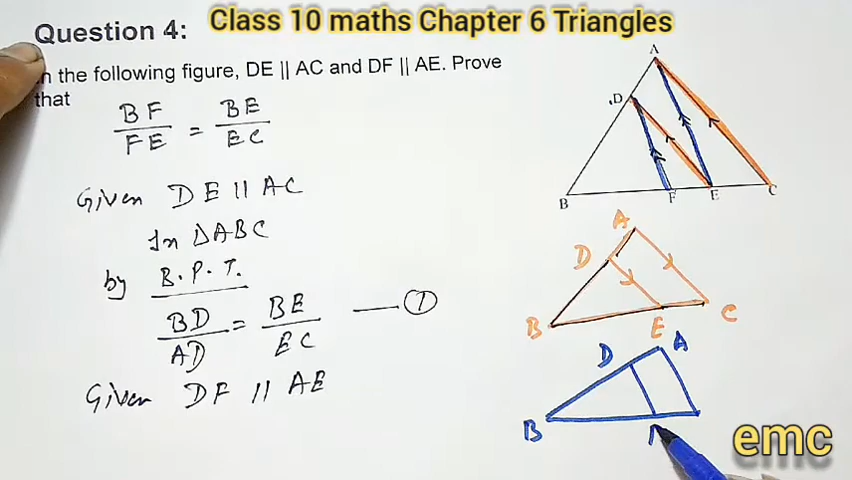 Class 10 maths Chapter 6 Triangles
Question 4:
n the following figure, DE || AC and DF || AE. Prove
that
BF/FE = BE/EC
Given DE || AC
In ΔABC
by B.P.T.
BD/AD = BE/EC — ①
Given DF || AE
A
D
B
F
E
C
A
D
B
E
C
D
A
B
emc